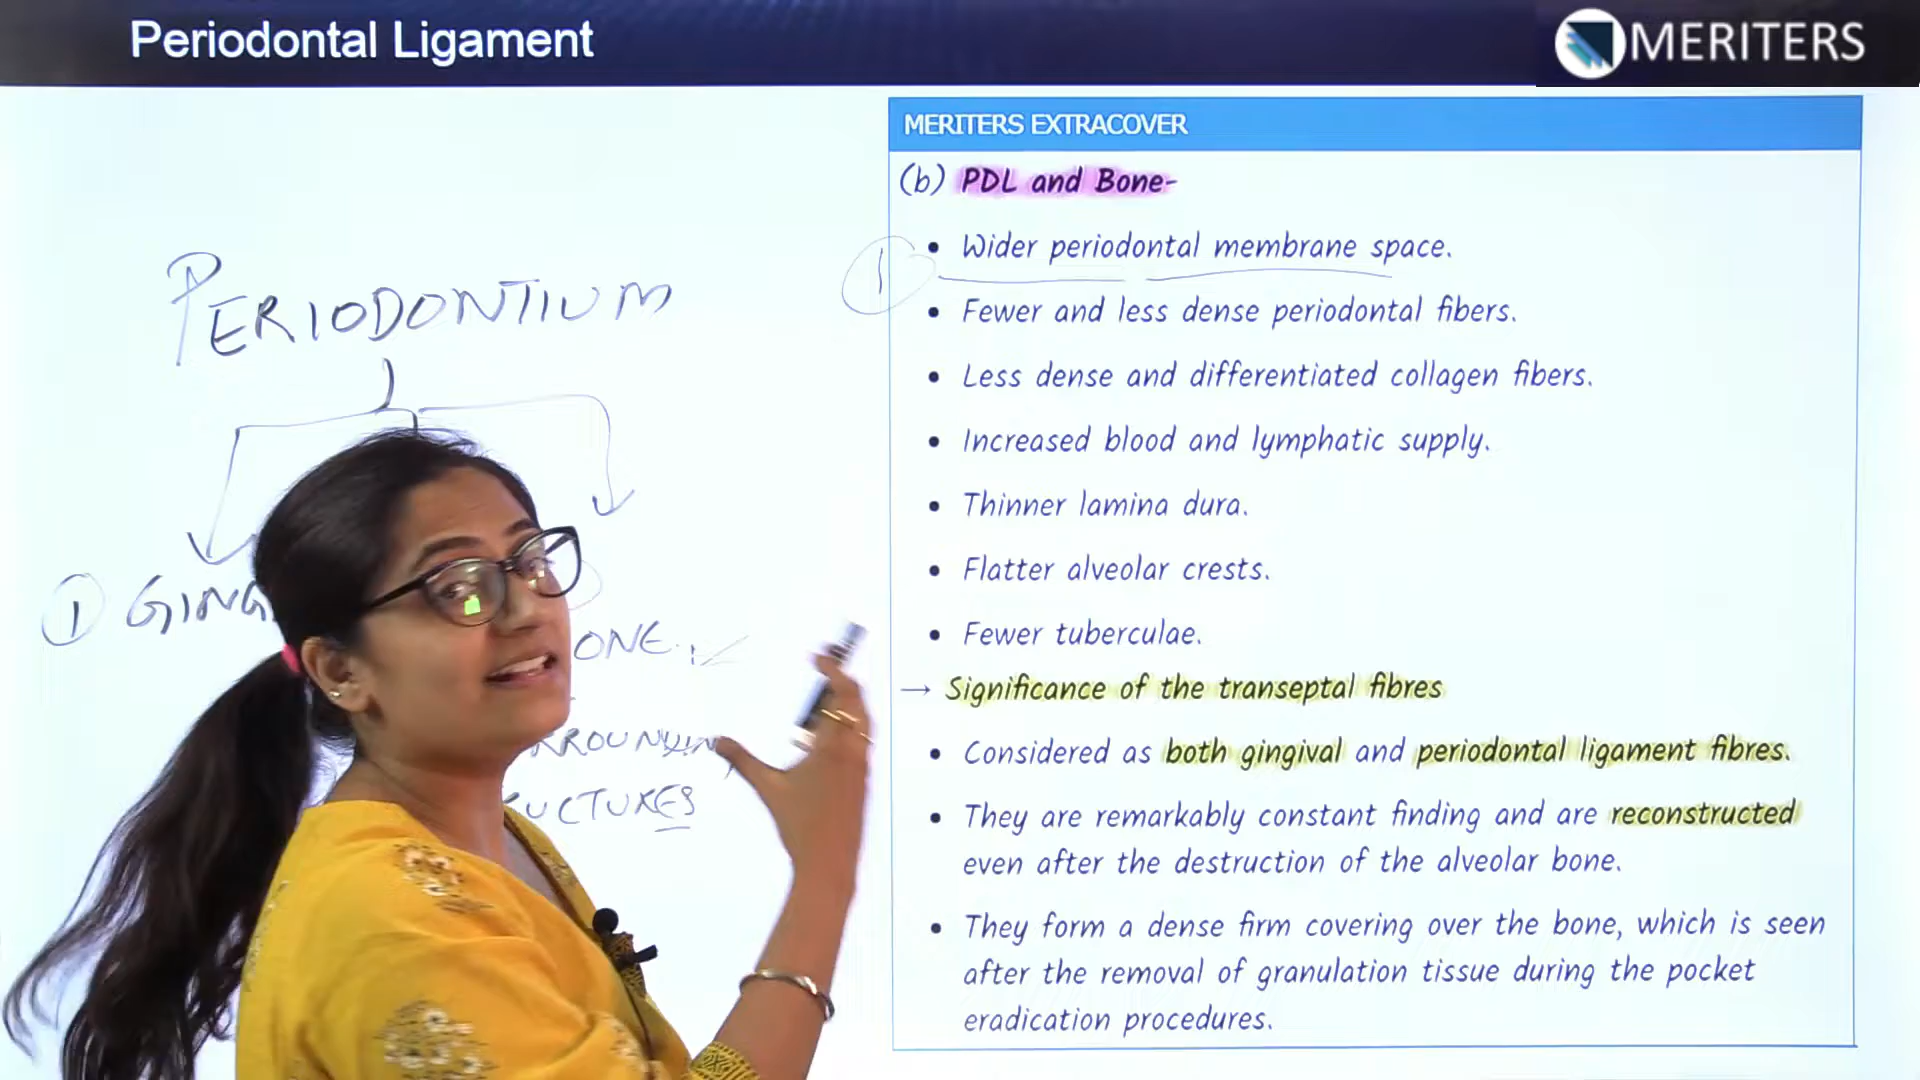 Periodontal Ligament
MERITERS
MERITERS EXTRACOVER
(b) PDL and Bone-
• Wider periodontal membrane space.
• Fewer and less dense periodontal fibers.
• Less dense and differentiated collagen fibers.
• Increased blood and lymphatic supply.
• Thinner lamina dura.
• Flatter alveolar crests.
• Fewer tuberculae.
→ Significance of the transeptal fibres
• Considered as both gingival and periodontal ligament fibres.
• They are remarkably constant finding and are reconstructed
even after the destruction of the alveolar bone.
• They form a dense firm covering over the bone, which is seen
after the removal of granulation tissue during the pocket
eradication procedures.
1
PERIODONTIUM
1 GING
ONE.
UCTURES